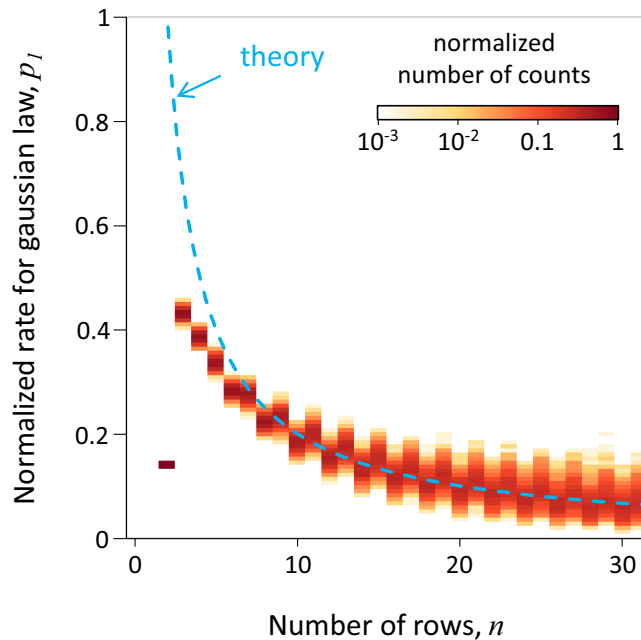 Normalized rate for gaussian law, p₁
1
0.8
0.6
0.4
0.2
0
theory
normalized
number of counts
10⁻³ 10⁻² 0.1 1
0 10 20 30
Number of rows, n